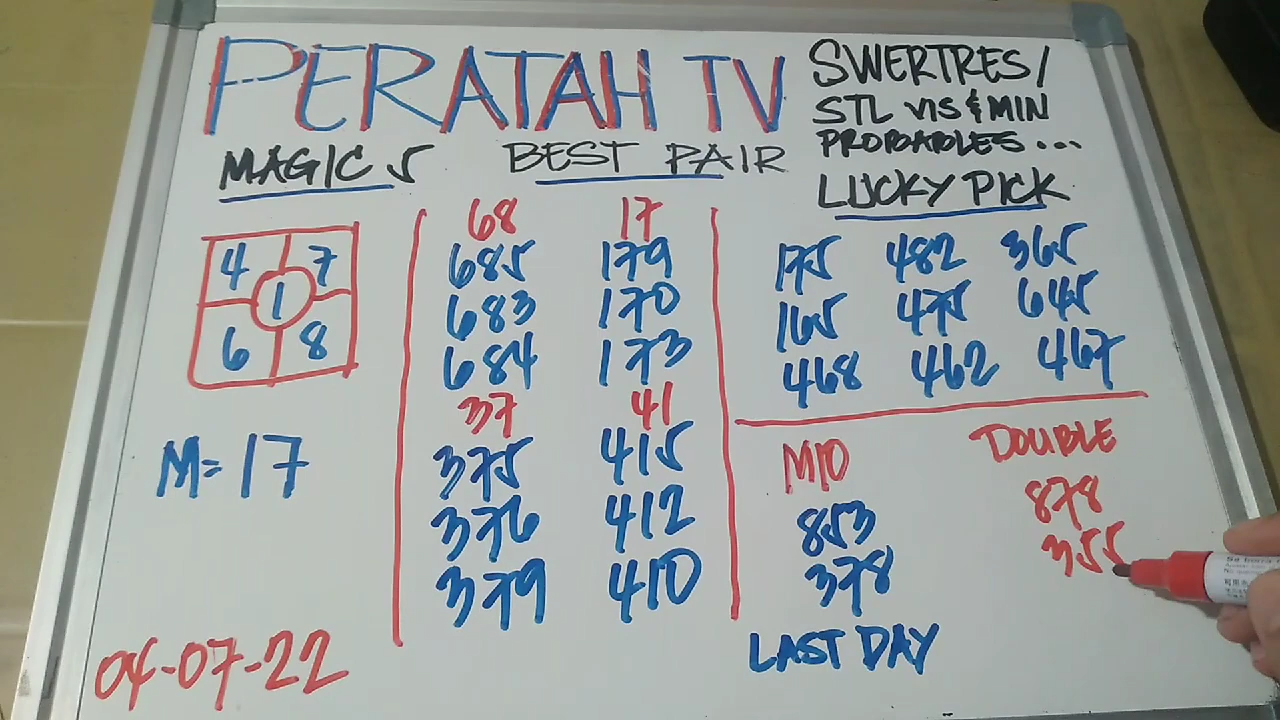 PERATAH TV
SWERTRES/
STL VIS & MIN
PROPOABLES...
MAGIC 5
4 7
1
6 8
M=17
04-07-22
BEST PAIR
68 17
685 179
683 170
684 173
37 41
375 415
376 412
379 410
LUCKY PICK
175 482 365
165 475 645
468 462 467
M/D
853
378
LAST DAY
DOUBLE
878
355